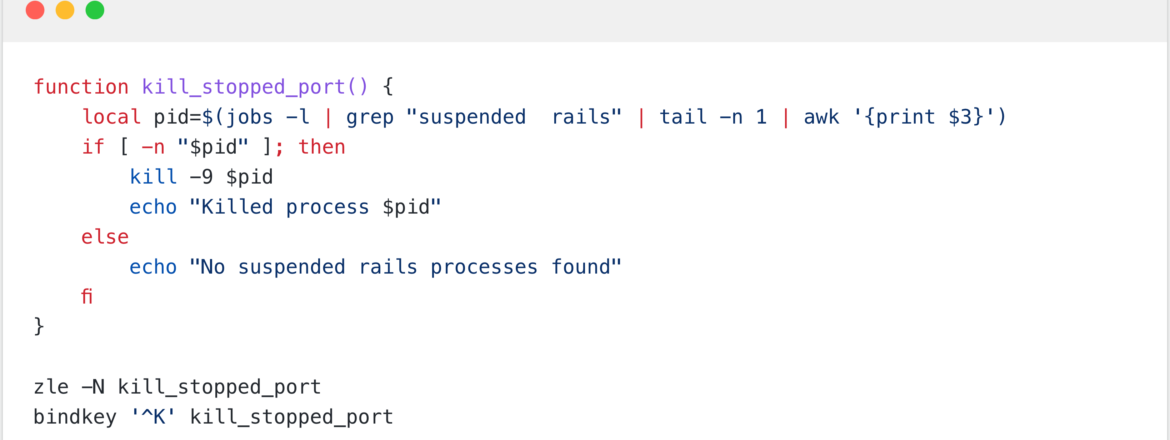 function kill_stopped_port() {
    local pid=$(jobs -l | grep "suspended  rails" | tail -n 1 | awk '{print $3}')
    if [ -n "$pid" ]; then
        kill -9 $pid
        echo "Killed process $pid"
    else
        echo "No suspended rails processes found"
    fi
}

zle -N kill_stopped_port
bindkey '^K' kill_stopped_port